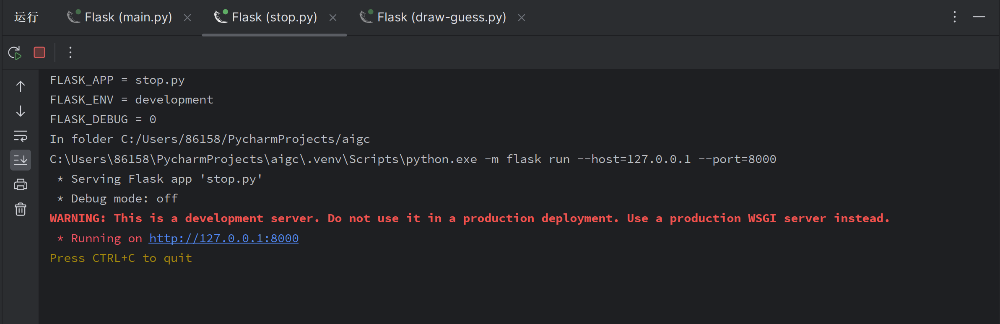 运行 Flask (main.py) Flask (stop.py) Flask (draw-guess.py)
FLASK_APP = stop.py
FLASK_ENV = development
FLASK_DEBUG = 0
In folder C:/Users/86158/PycharmProjects/aigc
C:\Users\86158\PycharmProjects\aigc\.venv\Scripts\python.exe -m flask run --host=127.0.0.1 --port=8000
 * Serving Flask app 'stop.py'
 * Debug mode: off
WARNING: This is a development server. Do not use it in a production deployment. Use a production WSGI server instead.
 * Running on http://127.0.0.1:8000
Press CTRL+C to quit